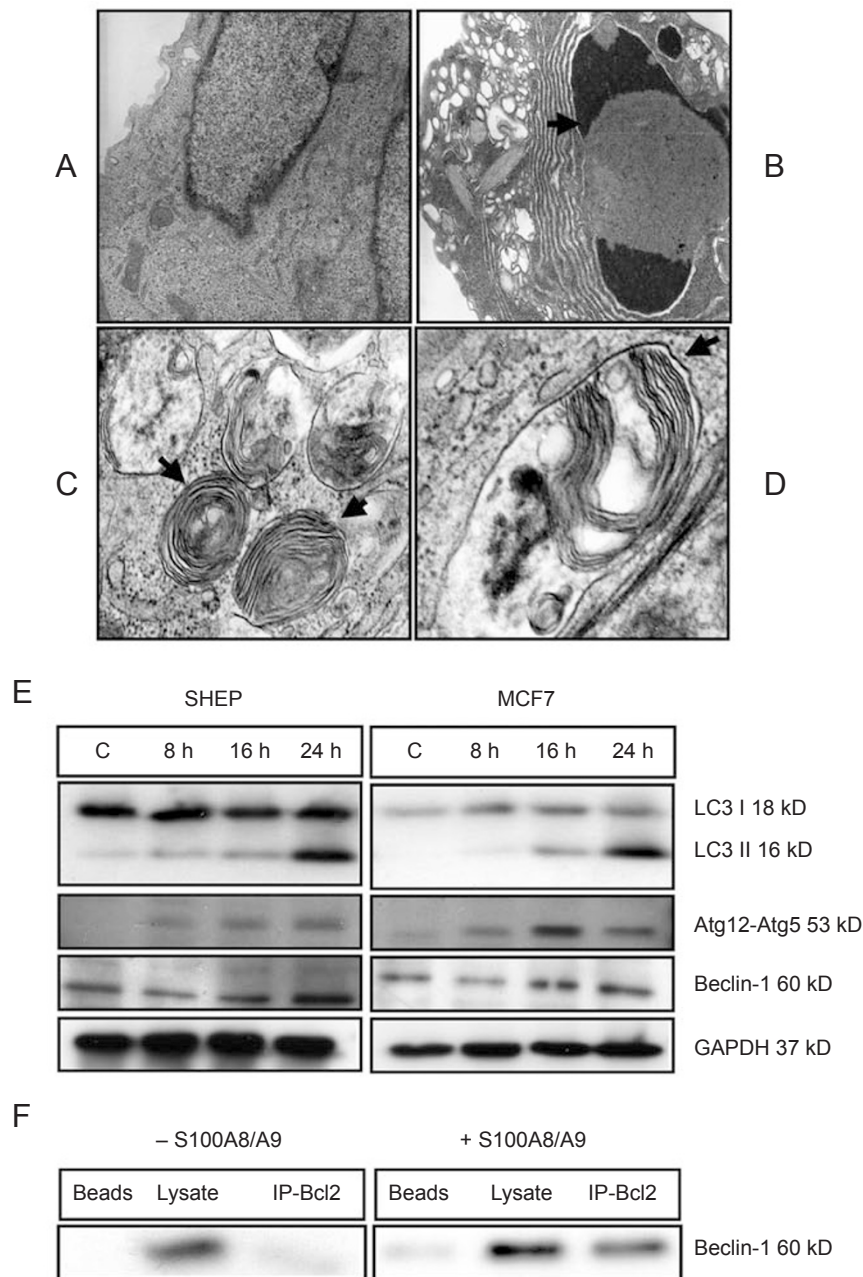 A
B
C
D
E
SHEP MCF7
C 8 h 16 h 24 h C 8 h 16 h 24 h
LC3 I 18 kD
LC3 II 16 kD
Atg12-Atg5 53 kD
Beclin-1 60 kD
GAPDH 37 kD
F
– S100A8/A9 + S100A8/A9
Beads Lysate IP-Bcl2 Beads Lysate IP-Bcl2
Beclin-1 60 kD